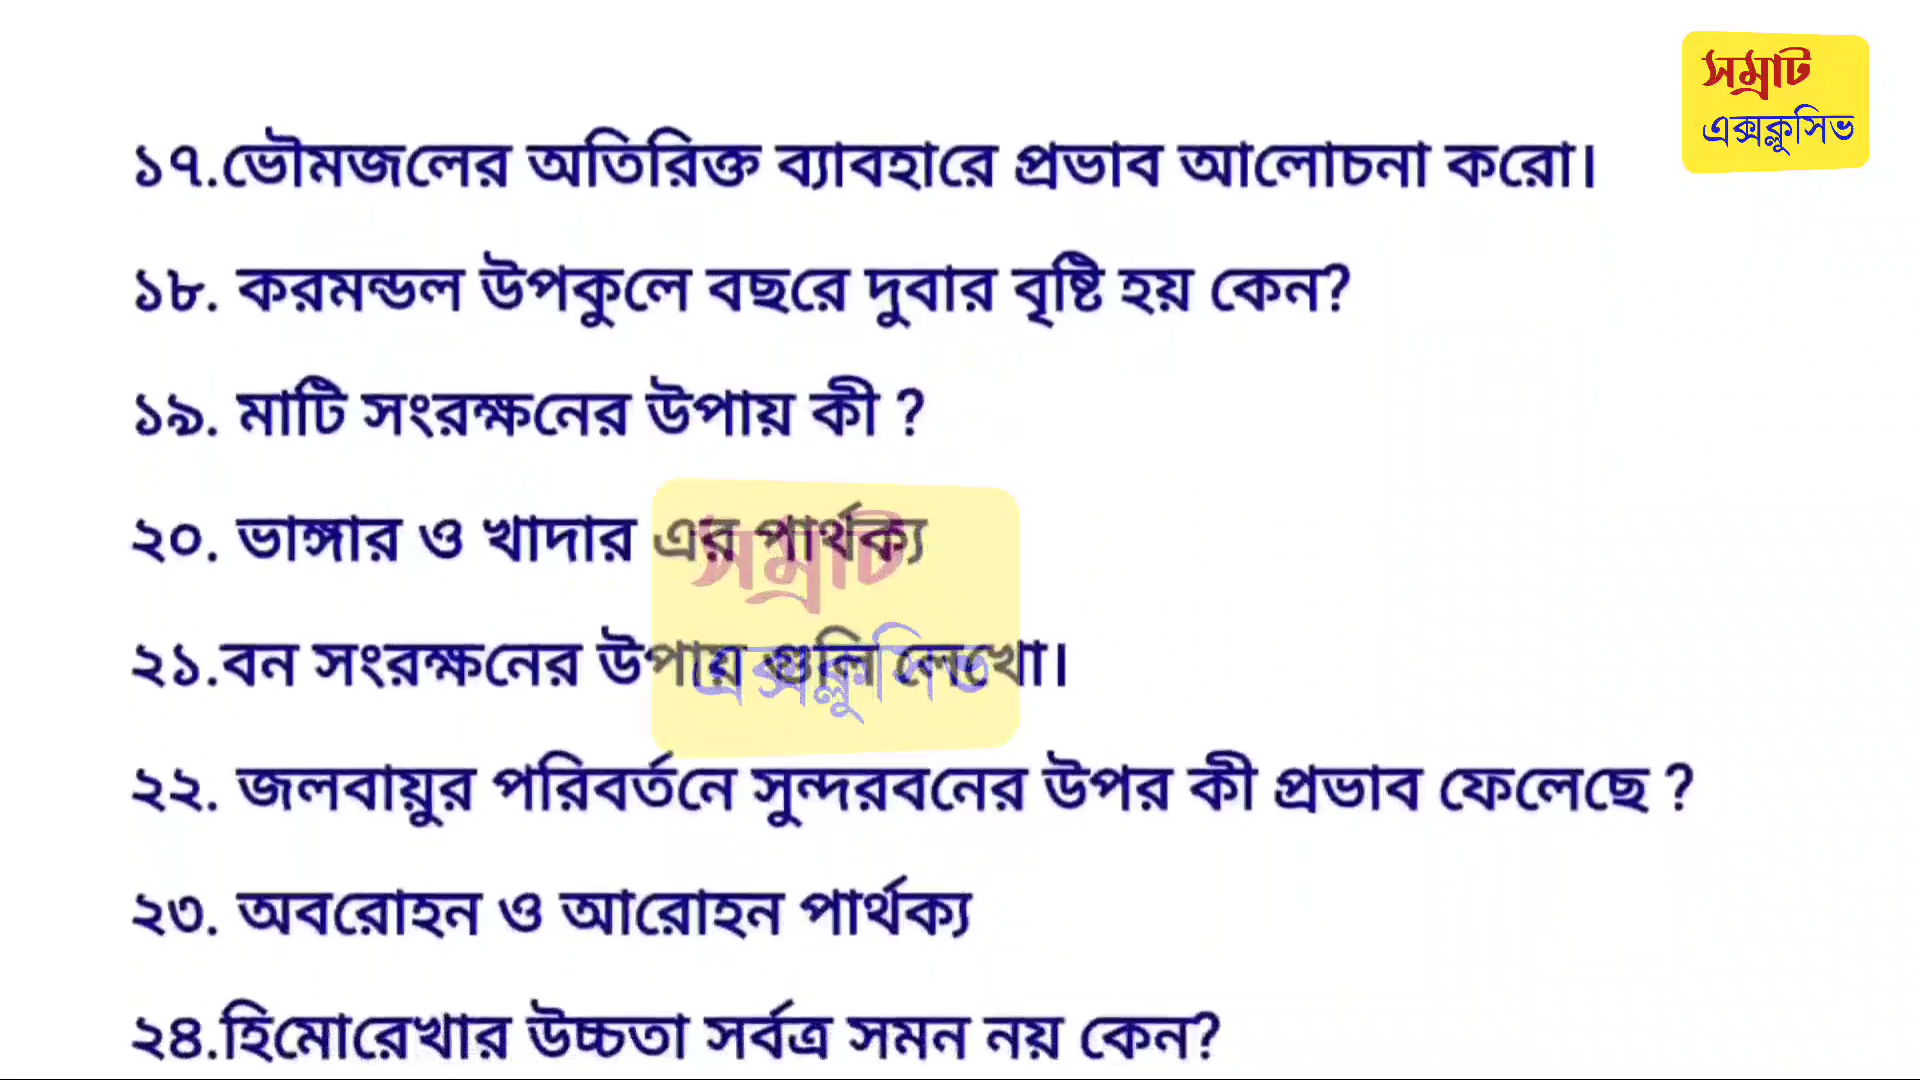 সম্রাট
এক্সক্লুসিভ
১৭.ভৌমজলের অতিরিক্ত ব্যাবহারে প্রভাব আলোচনা করো।
১৮. করমন্ডল উপকুলে বছরে দুবার বৃষ্টি হয় কেন?
১৯. মাটি সংরক্ষনের উপায় কী ?
২০. ভাঙ্গার ও খাদার এর পার্থক্য
সম্রাট
২১.বন সংরক্ষনের উপায় গুলি লেখো।
এক্সক্লুসিভ
২২. জলবায়ুর পরিবর্তনে সুন্দরবনের উপর কী প্রভাব ফেলেছে ?
২৩. অবরোহন ও আরোহন পার্থক্য
২৪.হিমোরেখার উচ্চতা সর্বত্র সমন নয় কেন?